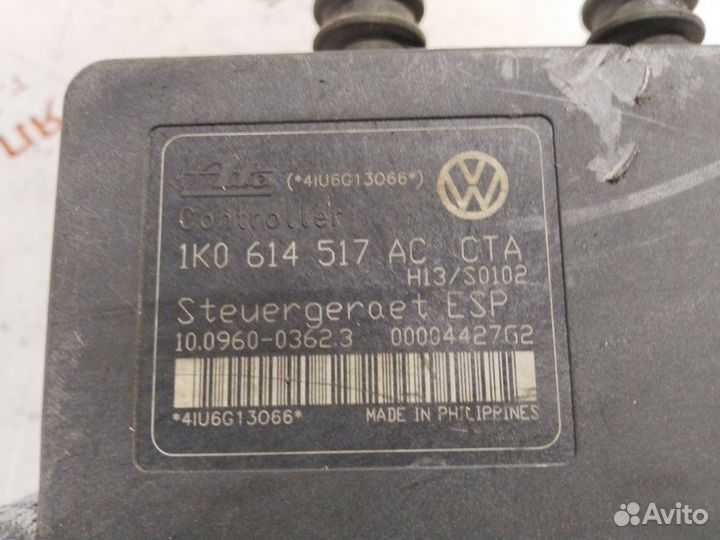 Ate (*4IU6G13066*)
Controller
1K0 614 517 AC CTA
H13/S0102
Steuergeraet ESP
10.0960-0362.3 00004427G2
*4IU6G13066* MADE IN PHILIPPINES
Avito